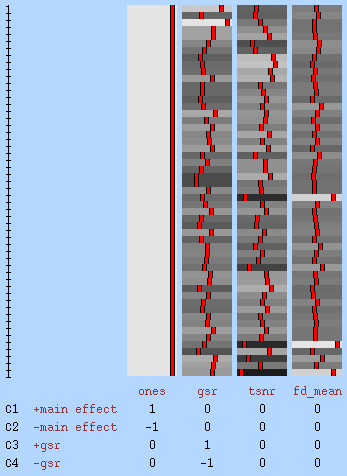 1
ones gsr tsnr fd_mean
C1 +main effect 1 0 0 0
C2 -main effect -1 0 0 0
C3 +gsr 0 1 0 0
C4 -gsr 0 -1 0 0